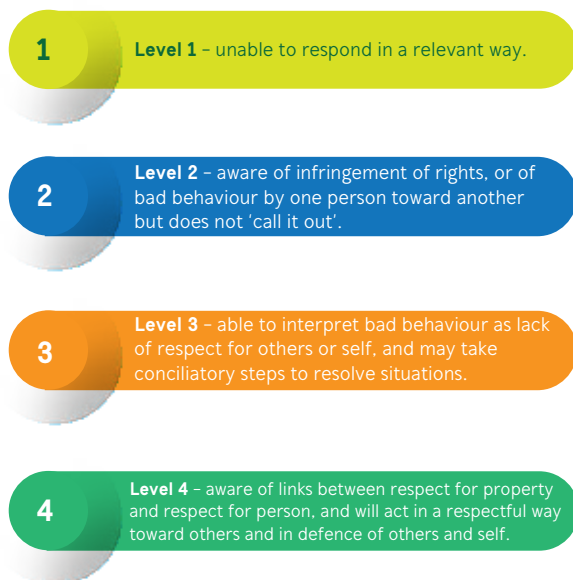 1
Level 1 – unable to respond in a relevant way.
2
Level 2 – aware of infringement of rights, or of
bad behaviour by one person toward another
but does not ‘call it out’.
3
Level 3 – able to interpret bad behaviour as lack
of respect for others or self, and may take
conciliatory steps to resolve situations.
4
Level 4 – aware of links between respect for property
and respect for person, and will act in a respectful way
toward others and in defence of others and self.